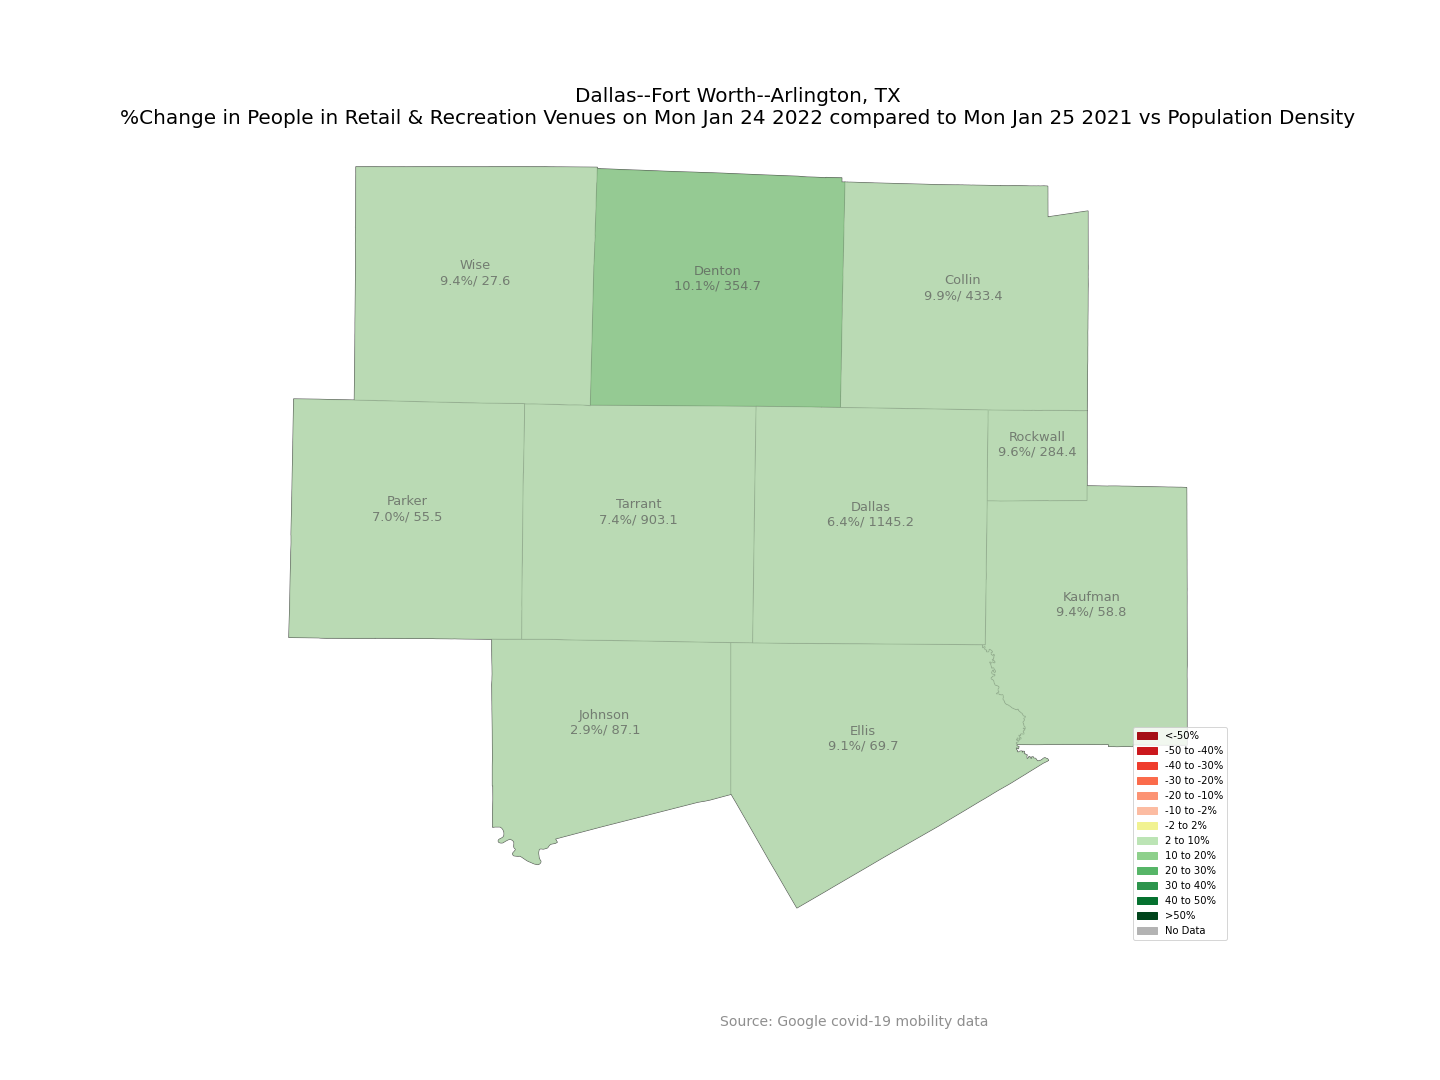 Dallas--Fort Worth--Arlington, TX
%Change in People in Retail & Recreation Venues on Mon Jan 24 2022 compared to Mon Jan 25 2021 vs Population Density
Wise
9.4%/ 27.6
Denton
10.1%/ 354.7
Collin
9.9%/ 433.4
Rockwall
9.6%/ 284.4
Parker
7.0%/ 55.5
Tarrant
7.4%/ 903.1
Dallas
6.4%/ 1145.2
Kaufman
9.4%/ 58.8
Johnson
2.9%/ 87.1
Ellis
9.1%/ 69.7
<-50%
-50 to -40%
-40 to -30%
-30 to -20%
-20 to -10%
-10 to -2%
-2 to 2%
2 to 10%
10 to 20%
20 to 30%
30 to 40%
40 to 50%
>50%
No Data
Source: Google covid-19 mobility data